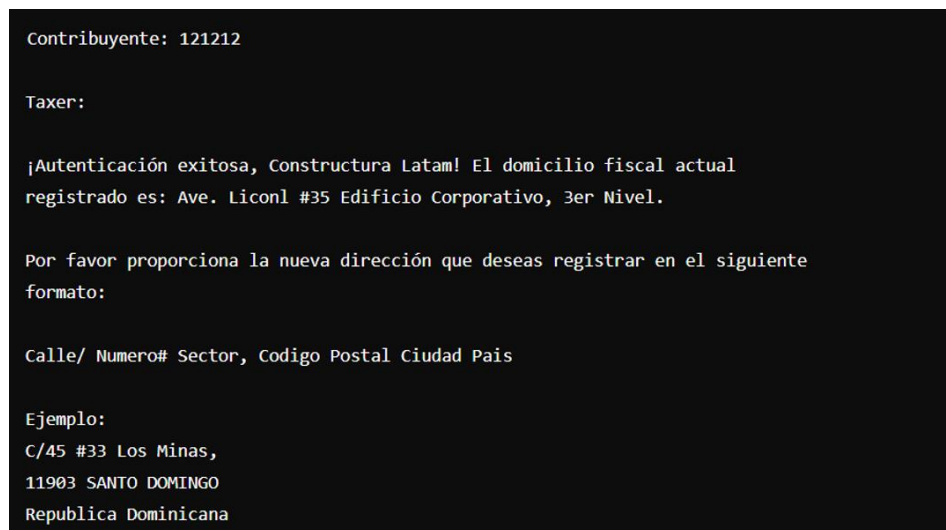 Contribuyente: 121212
Taxer:
¡Autenticación exitosa, Constructura Latam! El domicilio fiscal actual
registrado es: Ave. Liconl #35 Edificio Corporativo, 3er Nivel.
Por favor proporciona la nueva dirección que deseas registrar en el siguiente
formato:
Calle/ Numero# Sector, Codigo Postal Ciudad Pais
Ejemplo:
C/45 #33 Los Minas,
11903 SANTO DOMINGO
Republica Dominicana